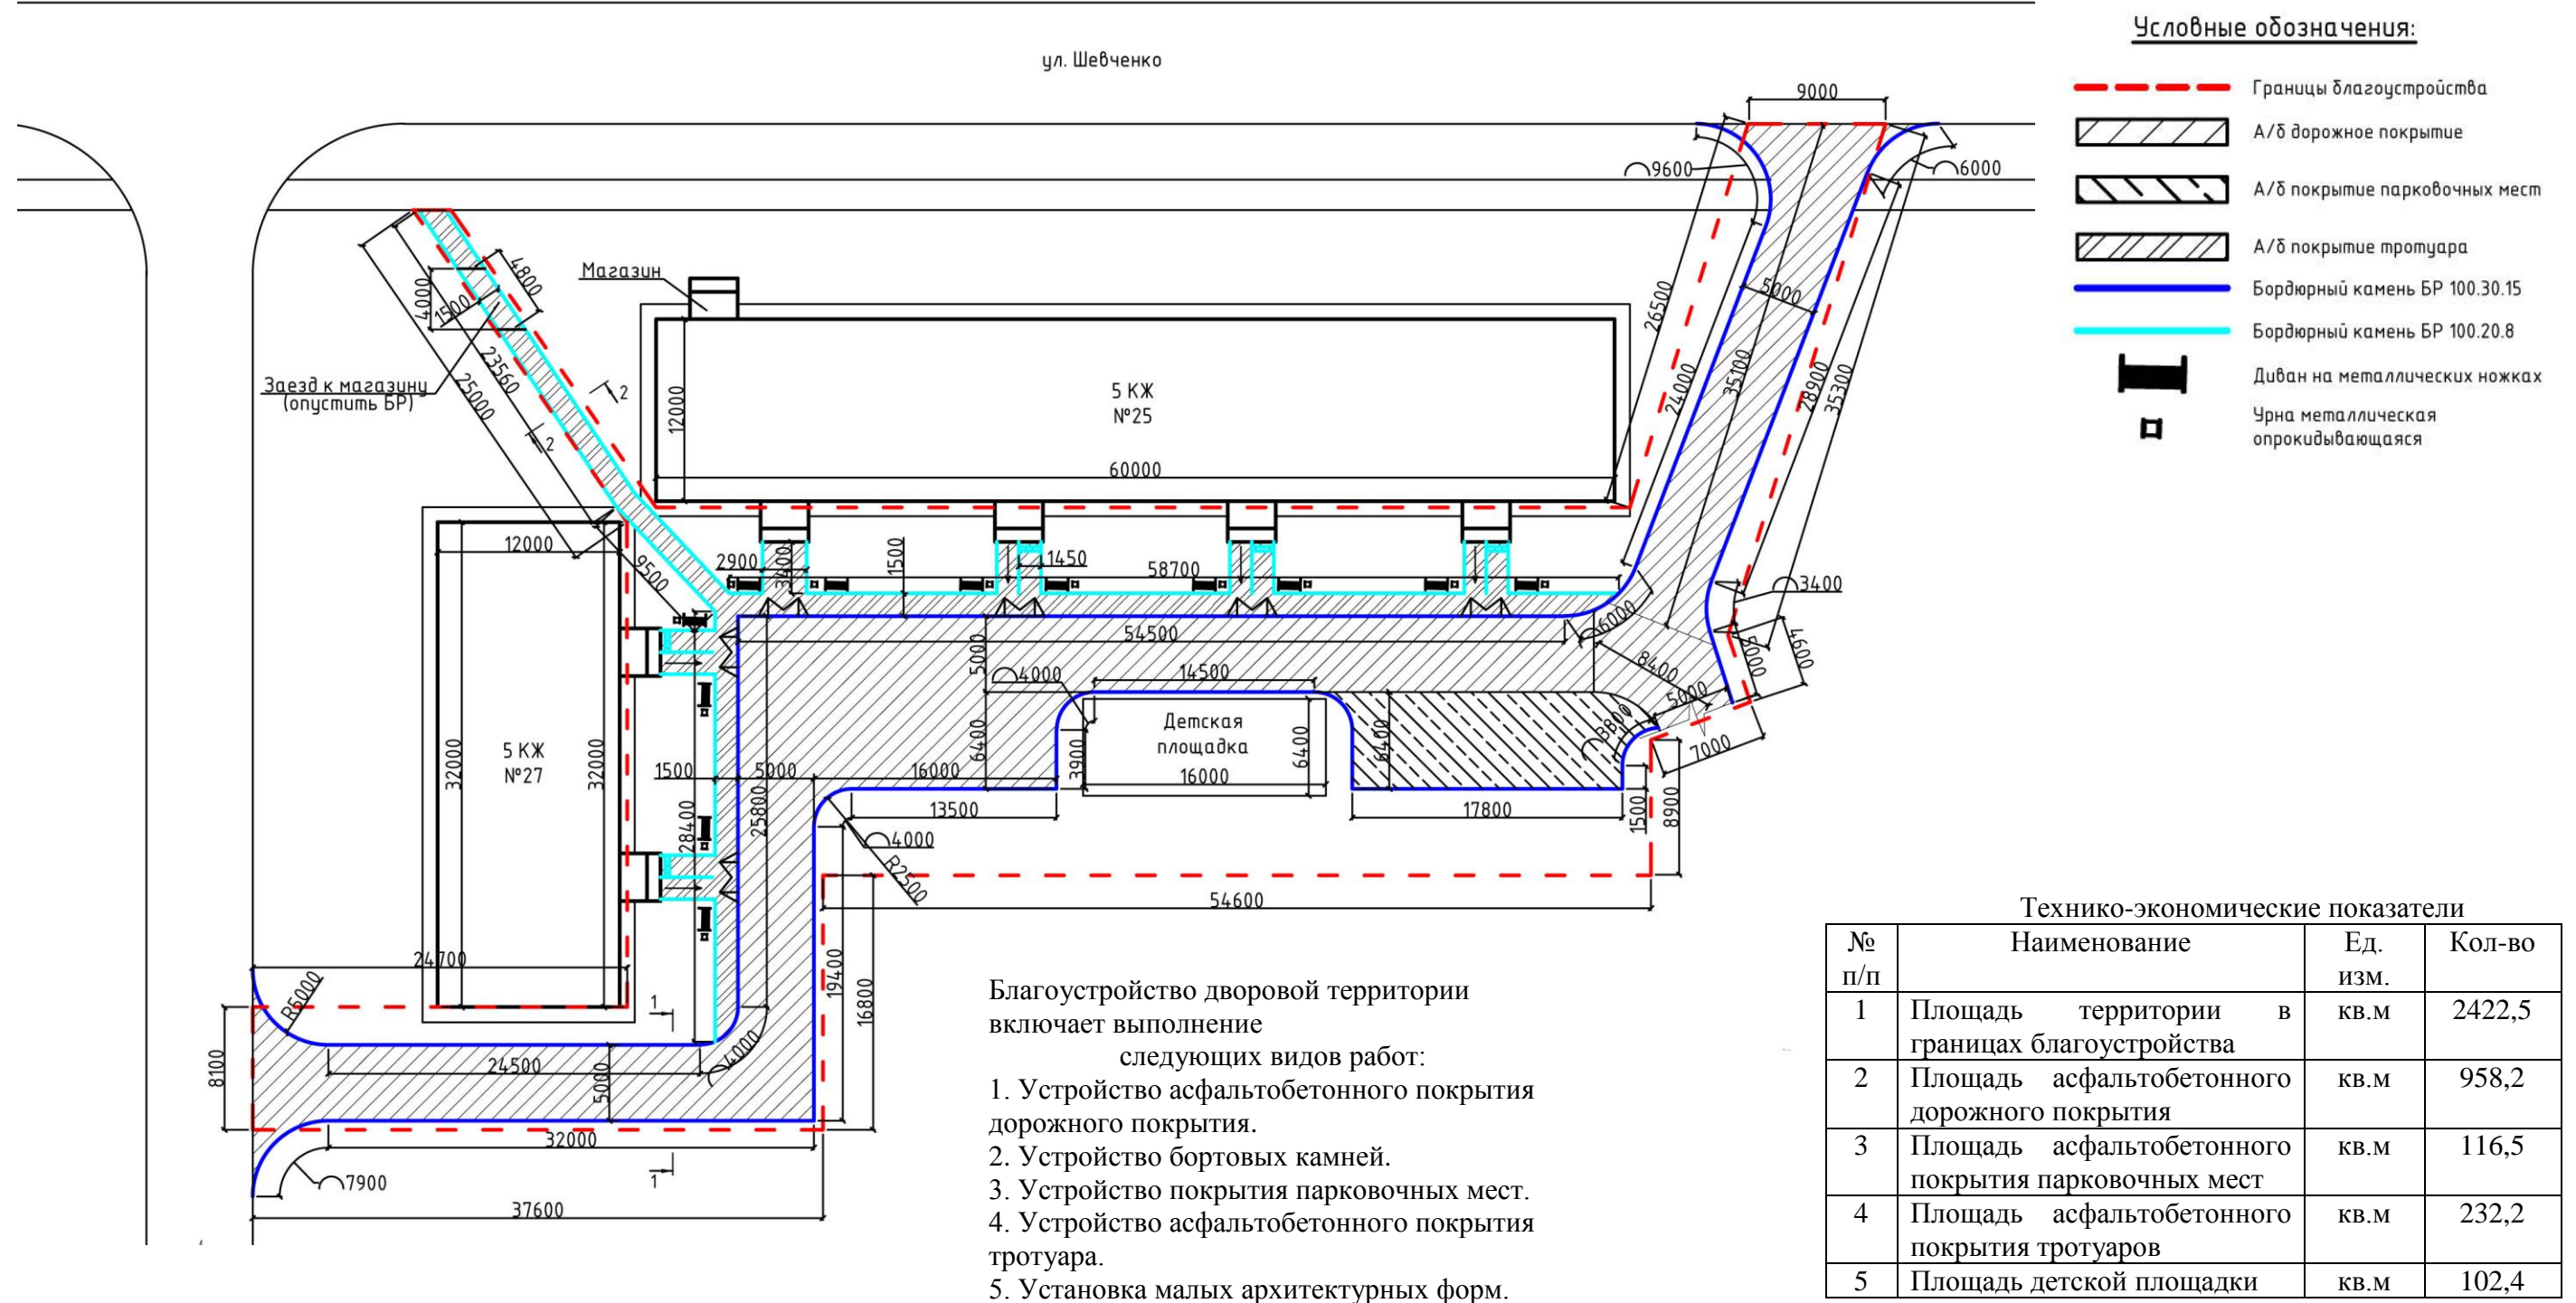 ул. Шевченко
Условные обозначения:
Границы благоустройства
А/б дорожное покрытие
А/б покрытие парковочных мест
А/б покрытие тротуара
Бордюрный камень БР 100.30.15
Бордюрный камень БР 100.20.8
Диван на металлических ножках
Урна металлическая
опрокидывающаяся
9000
9600
6000
26500
24000
35100
5000
28900
35300
3400
4600
5000
Магазин
4800
4000
1500
23560
25000
Заезд к магазину
(опустить БР)
2
2
5 КЖ
№25
12000
60000
12000
9500
2900
3400
1450
1500
58700
54500
6000
5000
4000
14500
8400
5000
3800
7000
Детская
площадка
6400
16000
6400
3900
6400
5 КЖ
№27
32000
32000
1500
5000
16000
28400
25800
13500
17800
1500
8900
4000
R2500
54600
24700
R5000
8100
24500
5000
4000
19400
16800
32000
7900
37600
1
1
Благоустройство дворовой территории
включает выполнение
следующих видов работ:
1. Устройство асфальтобетонного покрытия
дорожного покрытия.
2. Устройство бортовых камней.
3. Устройство покрытия парковочных мест.
4. Устройство асфальтобетонного покрытия
тротуара.
5. Установка малых архитектурных форм.
Технико-экономические показатели
№ Наименование Ед. Кол-во
п/п изм.
1 Площадь территории в кв.м 2422,5
границах благоустройства
2 Площадь асфальтобетонного кв.м 958,2
дорожного покрытия
3 Площадь асфальтобетонного кв.м 116,5
покрытия парковочных мест
4 Площадь асфальтобетонного кв.м 232,2
покрытия тротуаров
5 Площадь детской площадки кв.м 102,4